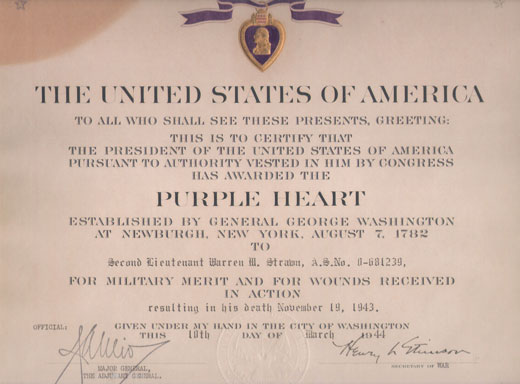 THE UNITED STATES OF AMERICA
TO ALL WHO SHALL SEE THESE PRESENTS, GREETING:
THIS IS TO CERTIFY THAT
THE PRESIDENT OF THE UNITED STATES OF AMERICA
PURSUANT TO AUTHORITY VESTED IN HIM BY CONGRESS
HAS AWARDED THE
PURPLE HEART
ESTABLISHED BY GENERAL GEORGE WASHINGTON
AT NEWBURGH, NEW YORK, AUGUST 7, 1782
TO
Second Lieutenant Warren M. Strawn, A.S.No. O-681239,
FOR MILITARY MERIT AND FOR WOUNDS RECEIVED
IN ACTION
resulting in his death November 19, 1943.
OFFICIAL: GIVEN UNDER MY HAND IN THE CITY OF WASHINGTON
THIS 18th DAY OF March 1944
Henry L Stimson
MAJOR GENERAL,
THE ADJUTANT GENERAL.
SECRETARY OF WAR